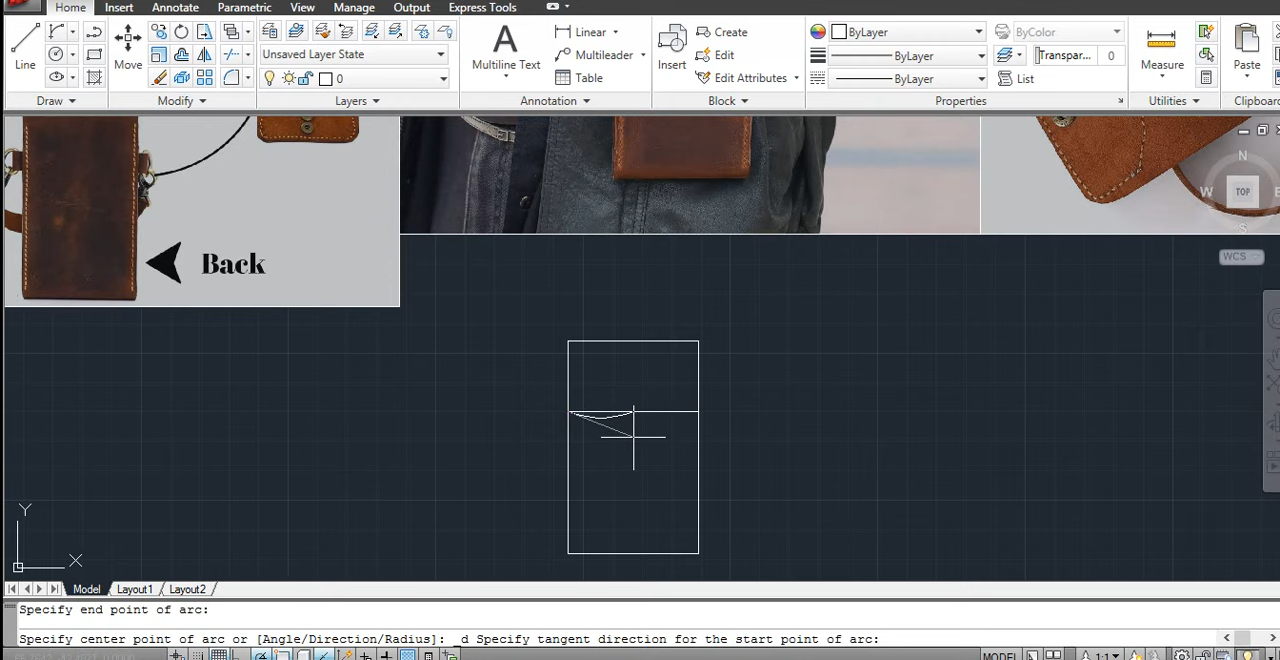 Home Insert Annotate Parametric View Manage Output Express Tools
Line
Move
Unsaved Layer State
0
Multiline Text
Linear
Multileader
Table
Insert
Create
Edit
Edit Attributes
ByLayer
ByLayer
ByLayer
ByColor
Transpar... 0
List
Measure
Paste
Draw Modify Layers Annotation Block Properties Utilities Clipboard
N
W TOP
S
WCS
Back
Y
X
Model Layout1 Layout2
Specify end point of arc:
Specify center point of arc or [Angle/Direction/Radius]: _d Specify tangent direction for the start point of arc:
MODEL 1:1